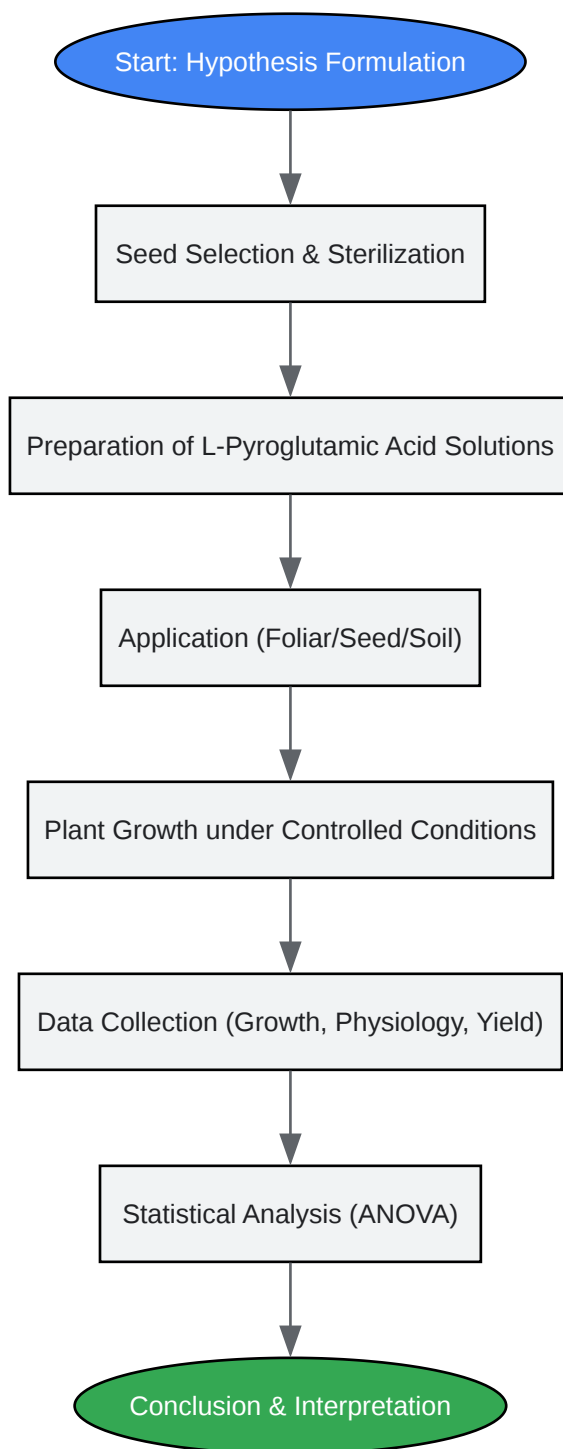 Start: Hypothesis Formulation
Seed Selection & Sterilization
Preparation of L-Pyroglutamic Acid Solutions
Application (Foliar/Seed/Soil)
Plant Growth under Controlled Conditions
Data Collection (Growth, Physiology, Yield)
Statistical Analysis (ANOVA)
Conclusion & Interpretation